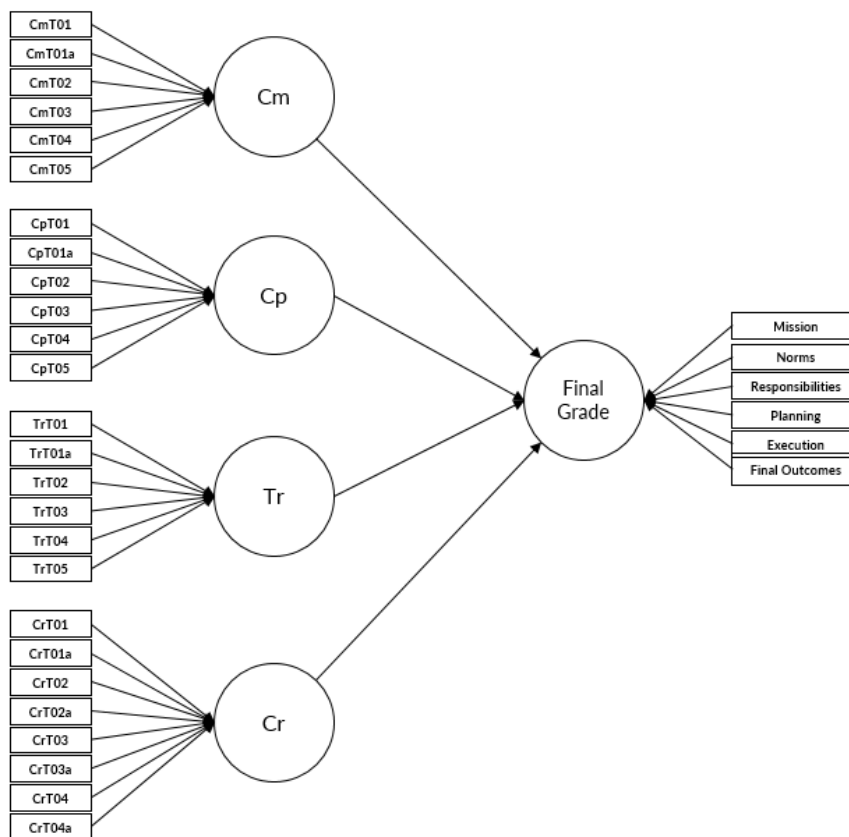 CmT01
CmT01a
CmT02
CmT03
CmT04
CmT05
Cm
CpT01
CpT01a
CpT02
CpT03
CpT04
CpT05
Cp
TrT01
TrT01a
TrT02
TrT03
TrT04
TrT05
Tr
CrT01
CrT01a
CrT02
CrT02a
CrT03
CrT03a
CrT04
CrT04a
Cr
Final
Grade
Mission
Norms
Responsibilities
Planning
Execution
Final Outcomes